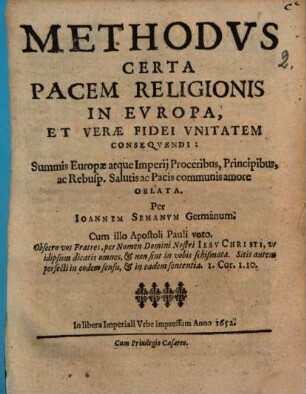 METHODVS
2.
CERTA
PACEM RELIGIONIS
IN EVROPA,
ET VERÆ FIDEI VNITATEM
CONSEQVENDI:
Summis Europæ atque Imperij Proceribus, Principibus,
ac Rebusp. Salutis ac Pacis communis amore
OBLATA.
Per
IOANNEM SEMANVM Germanum.
Cum illo Apostoli Pauli voto.
Obsecro vos Fratres, per Nomen Domini Nostri IESV CHRISTI, vt
idipsum dicatis omnes, & non sint in vobis schismata. Sitis autem
perfecti in eodem sensu, & in eadem sententia. 1. Cor. 1.10.
In libera Imperiali Vrbe impressum Anno 1652.
Cum Privilegio Cæsareo.